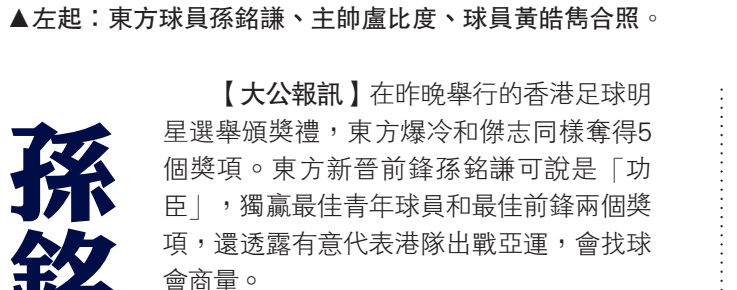 ▲左起：東方球員孫銘謙、主帥盧比度、球員黃皓雋合照。
【大公報訊】在昨晚舉行的香港足球明
星選舉頒獎禮，東方爆冷和傑志同樣奪得5
個獎項。東方新晉前鋒孫銘謙可說是「功
臣」，獨贏最佳青年球員和最佳前鋒兩個獎
項，還透露有意代表港隊出戰亞運，會找球
會商量。
孫銘